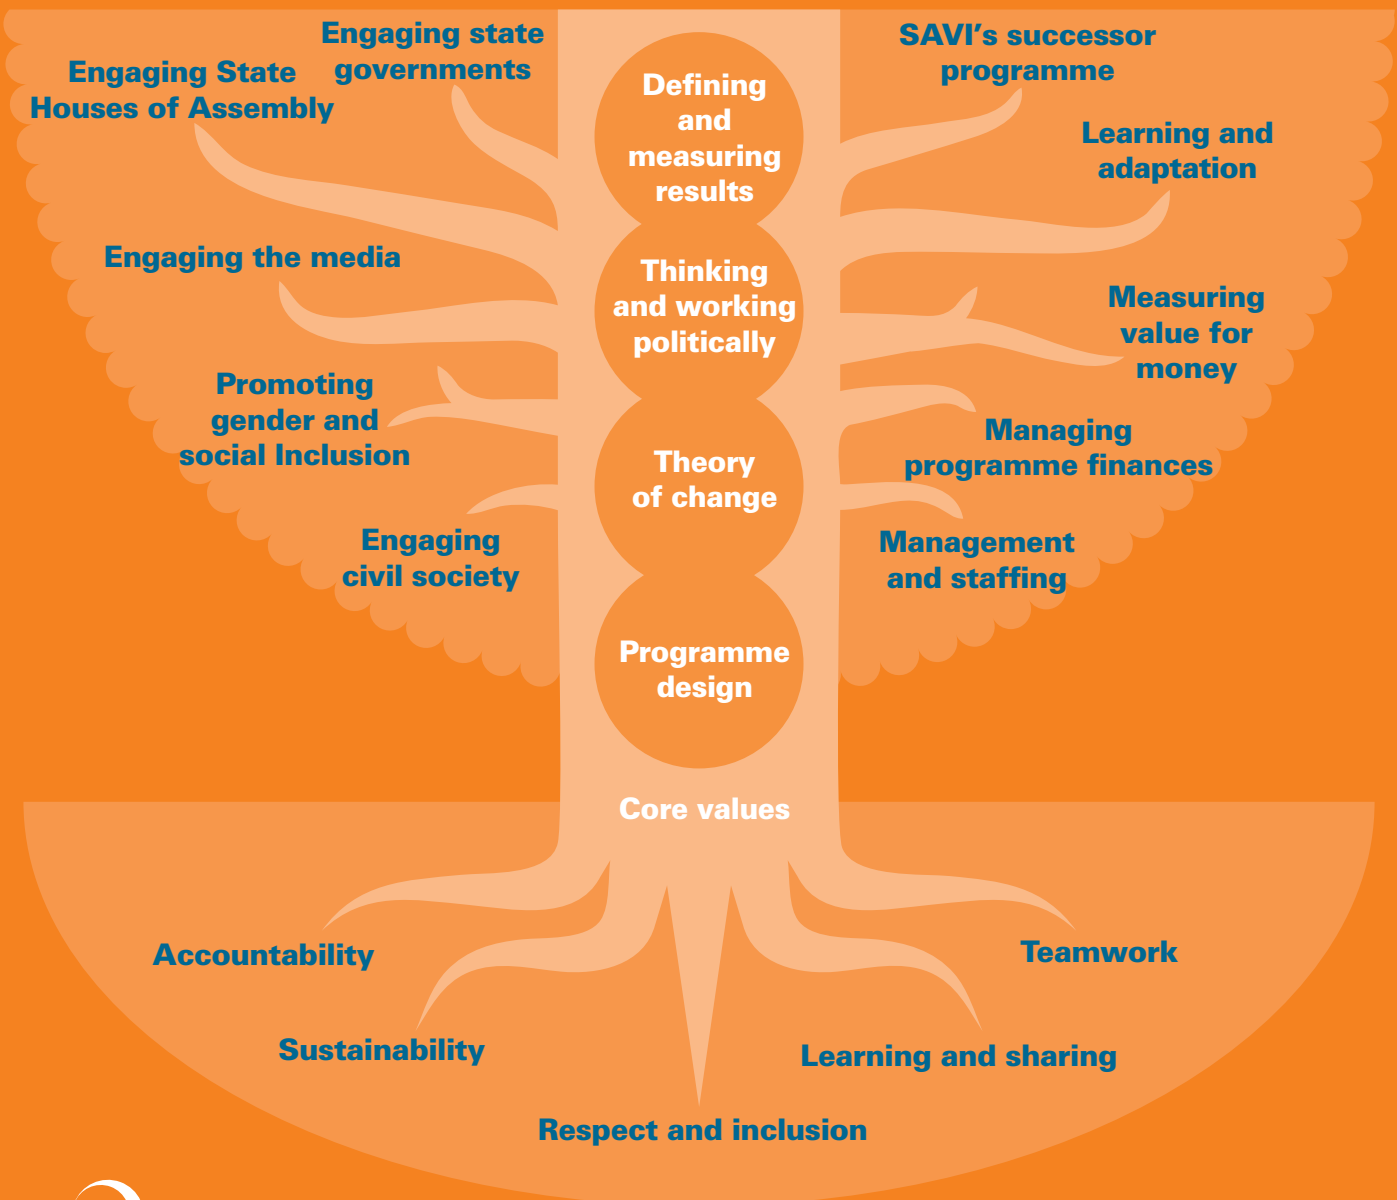 Engaging state
governments
Engaging State
Houses of Assembly
Engaging the media
Promoting
gender and
social Inclusion
Engaging
civil society
Defining
and
measuring
results
Thinking
and working
politically
Theory
of change
Programme
design
Core values
SAVI's successor
programme
Learning and
adaptation
Measuring
value for
money
Managing
programme finances
Management
and staffing
Accountability
Sustainability
Respect and inclusion
Learning and sharing
Teamwork